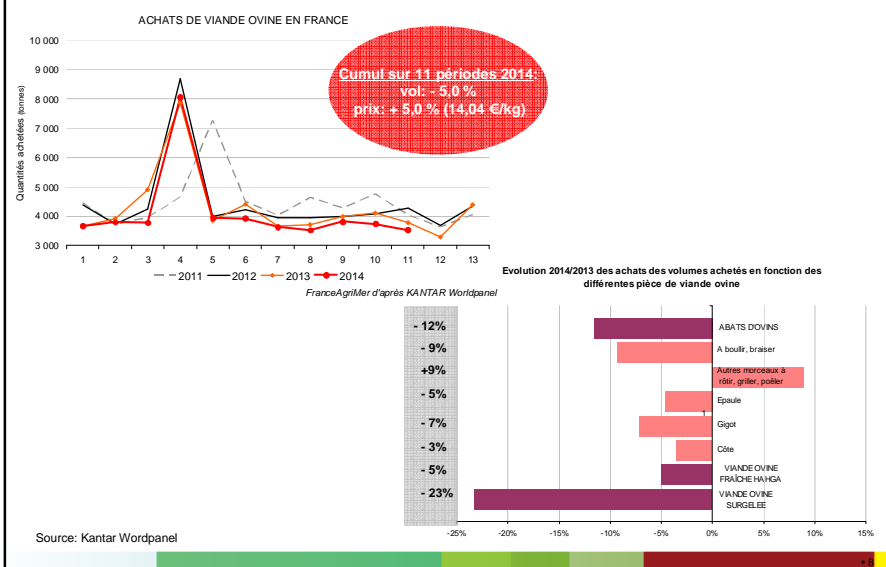 ACHATS DE VIANDE OVINE EN FRANCE
Quantités achetées (tonnes)
10 000
9 000
8 000
7 000
6 000
5 000
4 000
3 000
1 2 3 4 5 6 7 8 9 10 11 12 13
2011 2012 2013 2014
FranceAgriMer d'après KANTAR Worldpanel
Cumul sur 11 périodes 2014:
vol: - 5,0 %
prix: + 5,0 % (14,04 €/kg)
Evolution 2014/2013 des achats des volumes achetés en fonction des
différentes pièce de viande ovine
- 12%
- 9%
+9%
- 5%
- 7%
- 3%
- 5%
- 23%
ABATS D'OVINS
A bouillir, braiser
Autres morceaux à
rôtir, griller, poêler
Epaule
1
Gigot
Côte
VIANDE OVINE
FRAÎCHE HAHGA
VIANDE OVINE
SURGELEE
-25% -20% -15% -10% -5% 0% 5% 10% 15%
Source: Kantar Wordpanel
• 8